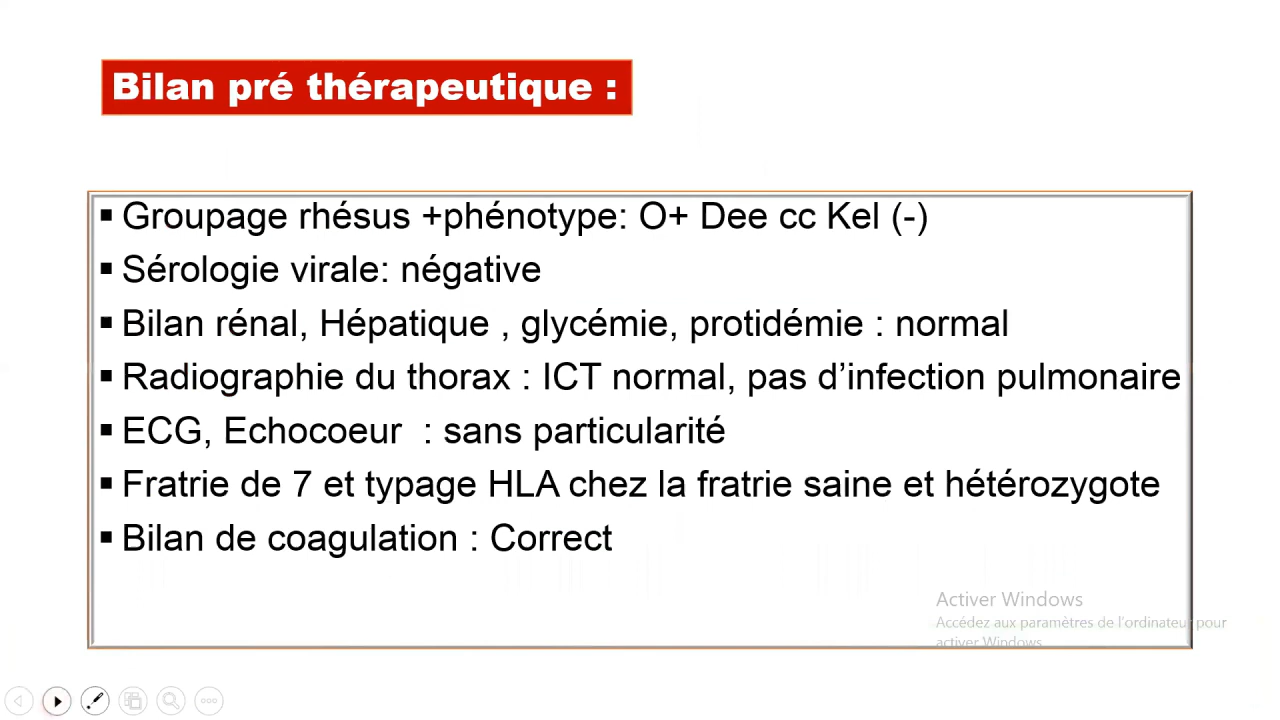 Bilan pré thérapeutique :
▪ Groupage rhésus +phénotype: O+ Dee cc Kel (-)
▪ Sérologie virale: négative
▪ Bilan rénal, Hépatique , glycémie, protidémie : normal
▪ Radiographie du thorax : ICT normal, pas d’infection pulmonaire
▪ ECG, Echocoeur : sans particularité
▪ Fratrie de 7 et typage HLA chez la fratrie saine et hétérozygote
▪ Bilan de coagulation : Correct
Activer Windows
Accédez aux paramètres de l’ordinateur pour
activer Windows.